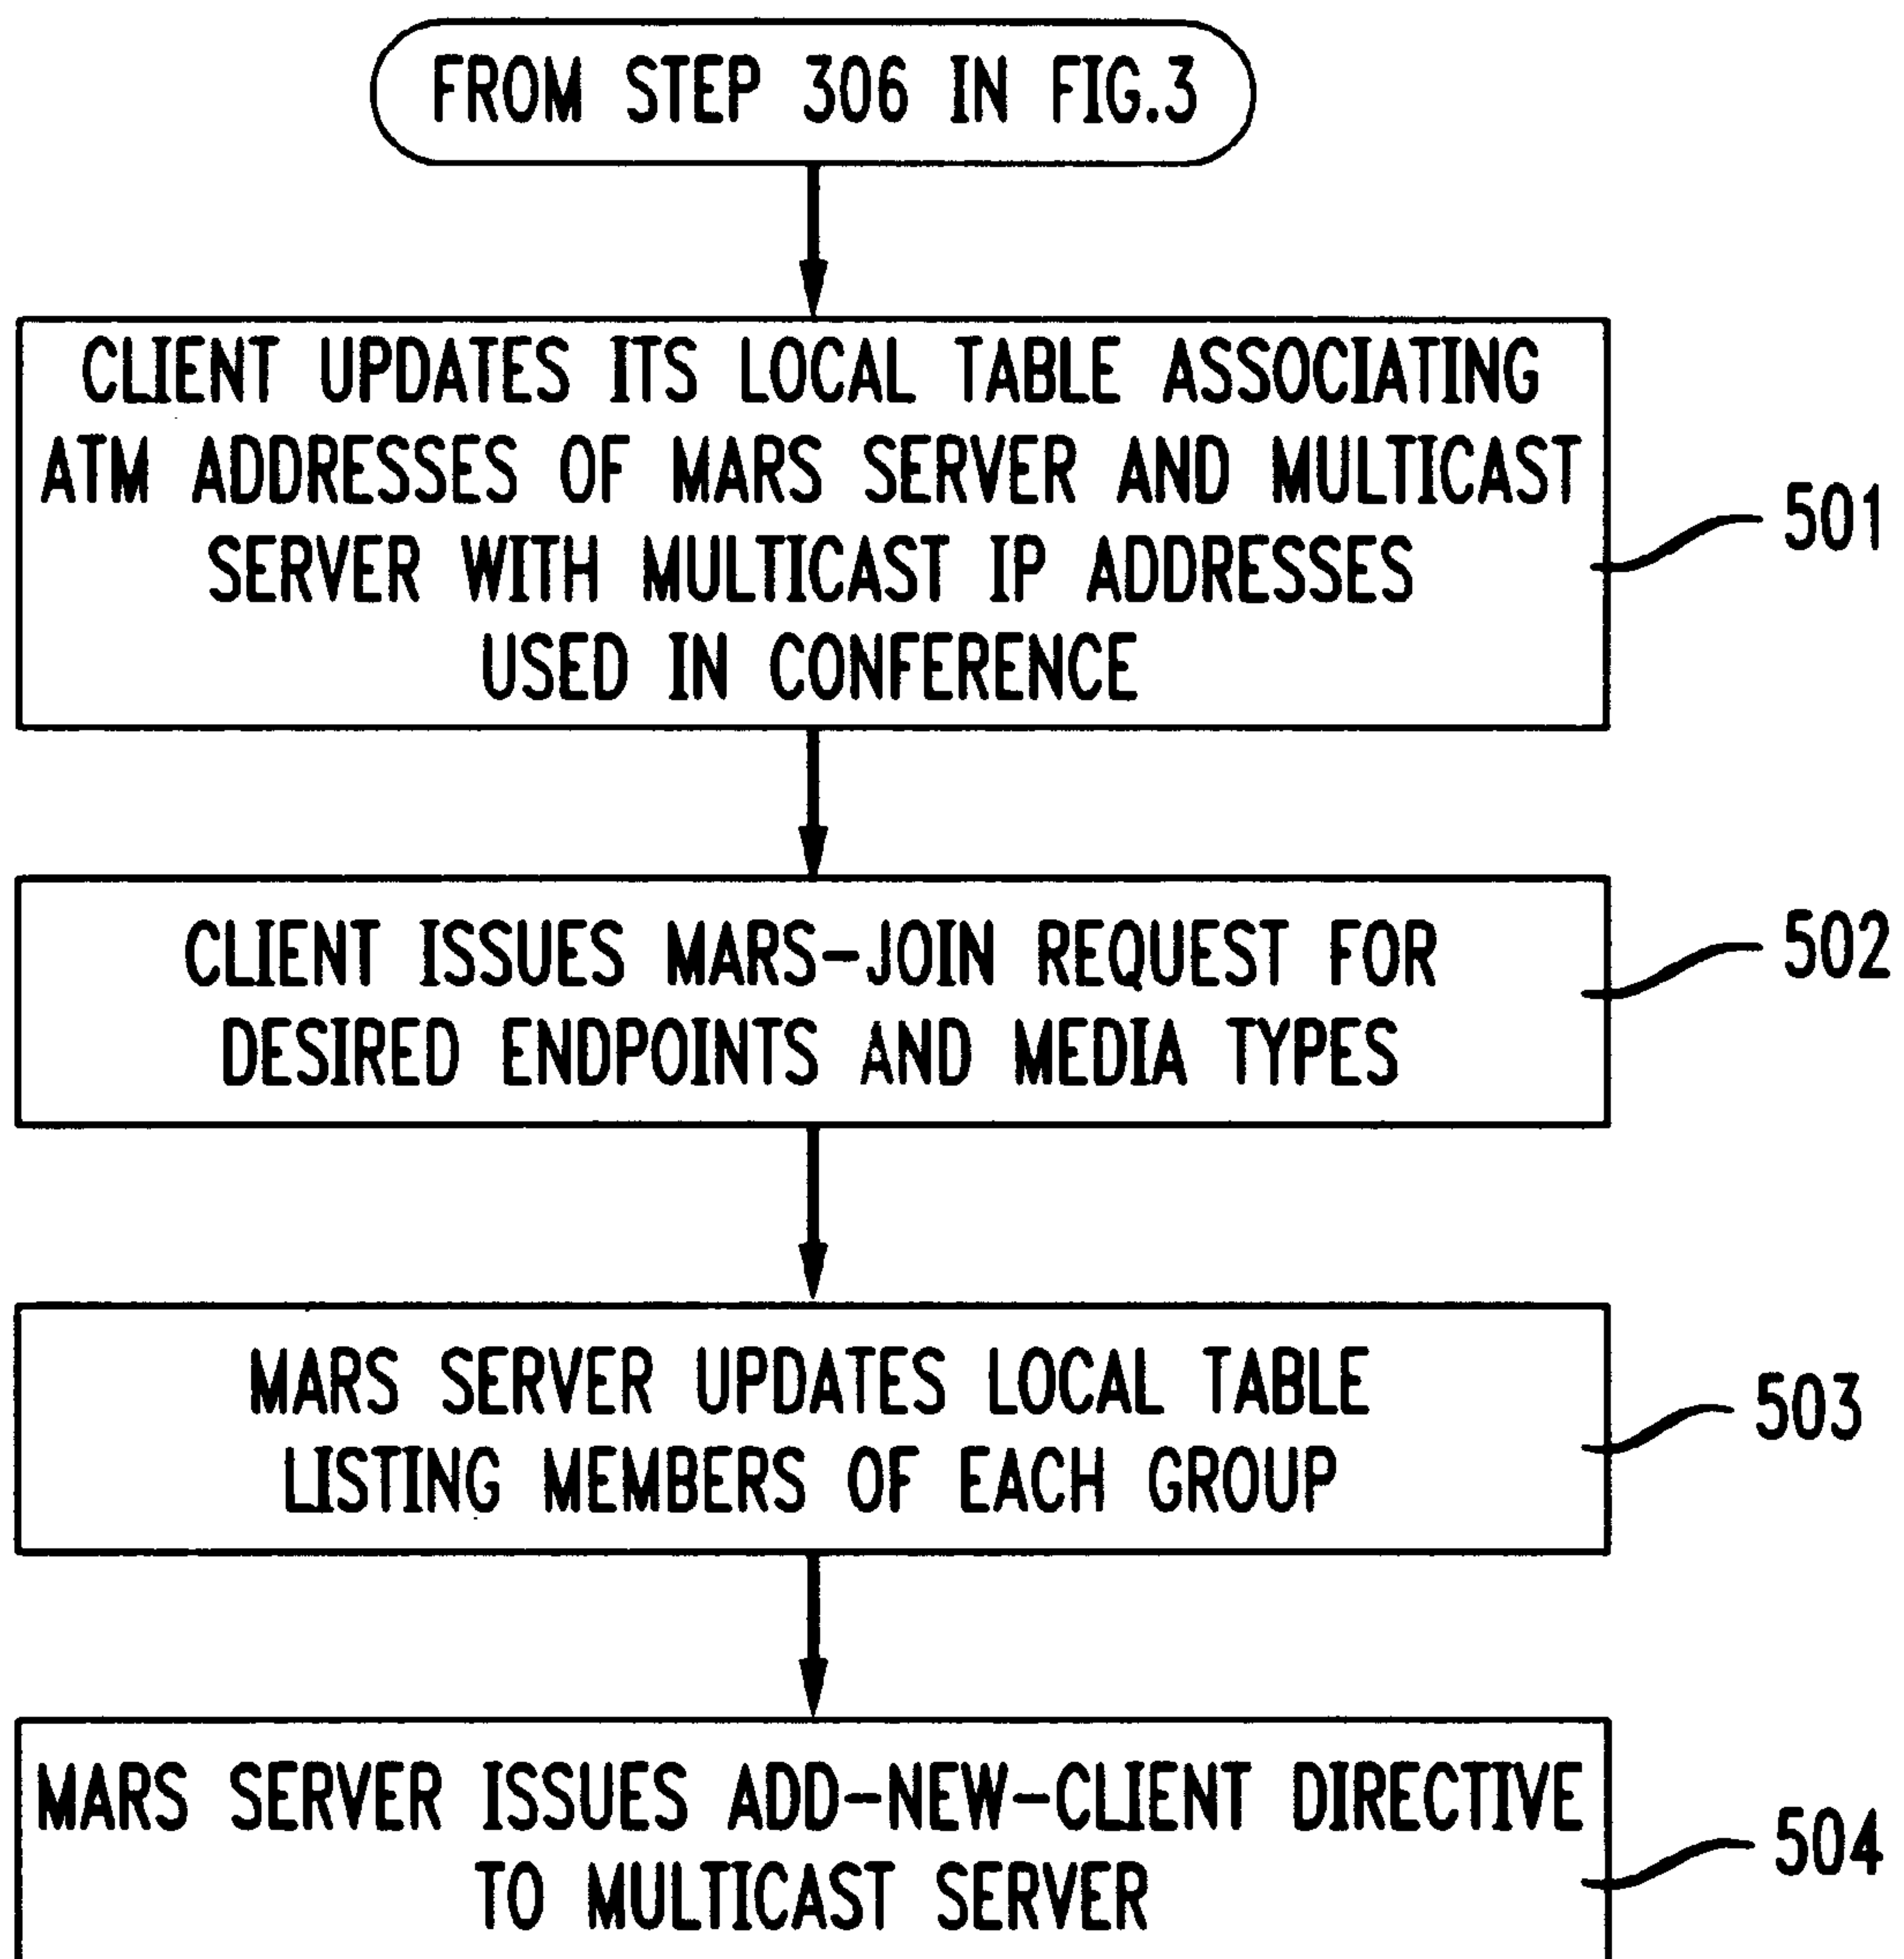 FROM STEP 306 IN FIG.3
CLIENT UPDATES ITS LOCAL TABLE ASSOCIATING
ATM ADDRESSES OF MARS SERVER AND MULTICAST
SERVER WITH MULTICAST IP ADDRESSES
USED IN CONFERENCE
501
CLIENT ISSUES MARS-JOIN REQUEST FOR
DESIRED ENDPOINTS AND MEDIA TYPES
502
MARS SERVER UPDATES LOCAL TABLE
LISTING MEMBERS OF EACH GROUP
503
MARS SERVER ISSUES ADD-NEW-CLIENT DIRECTIVE
TO MULTICAST SERVER
504